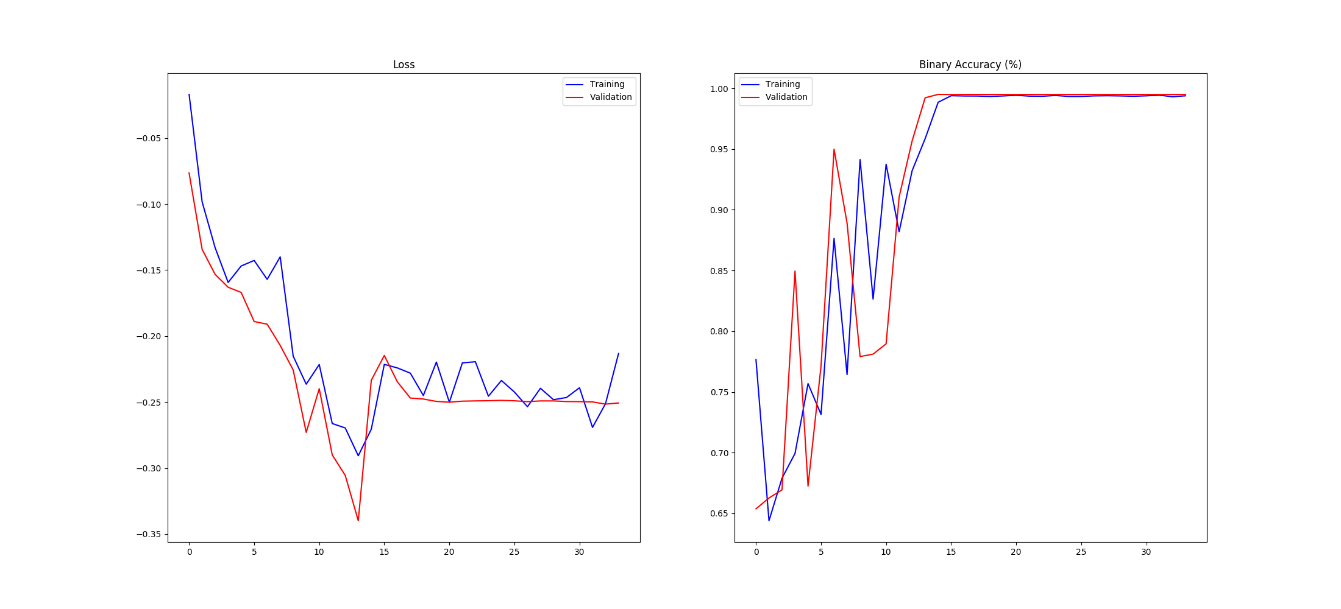 Loss
Training
Validation
−0.05
−0.10
−0.15
−0.20
−0.25
−0.30
−0.35
0 5 10 15 20 25 30
Binary Accuracy (%)
Training
Validation
1.00
0.95
0.90
0.85
0.80
0.75
0.70
0.65
0 5 10 15 20 25 30